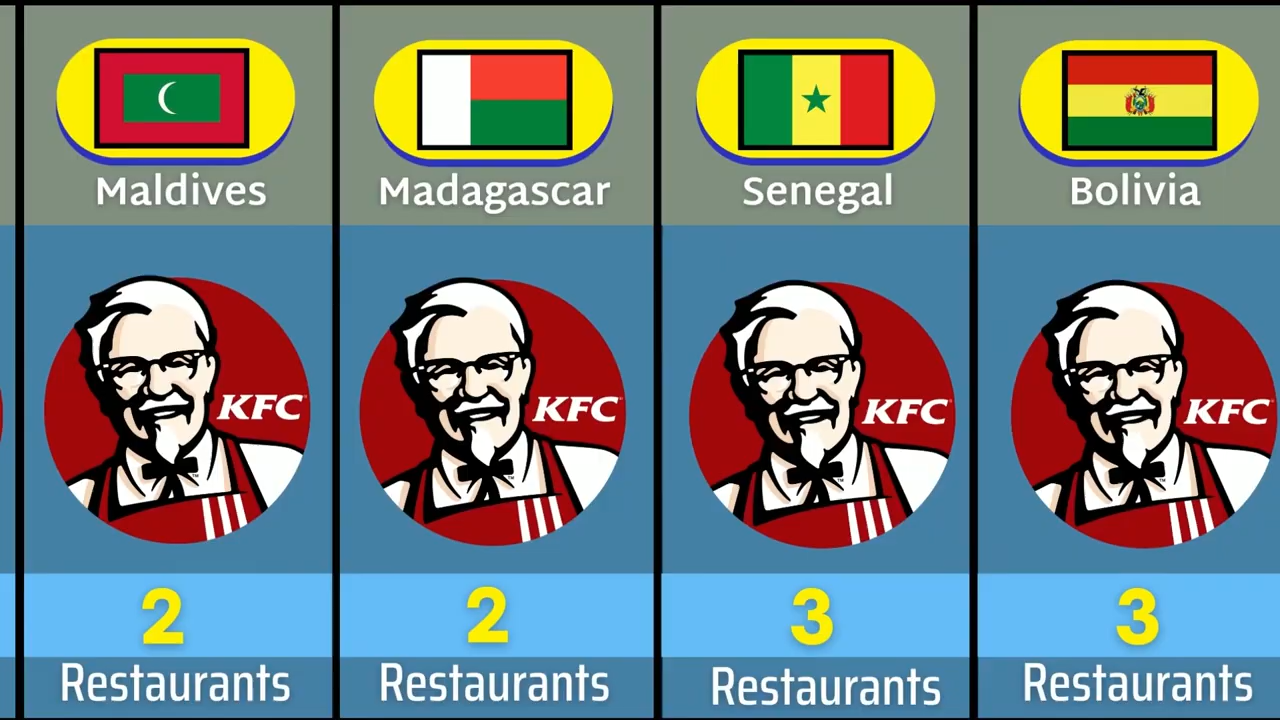 Maldives
KFC
2
Restaurants
Madagascar
KFC
2
Restaurants
Senegal
KFC
3
Restaurants
Bolivia
KFC
3
Restaurants